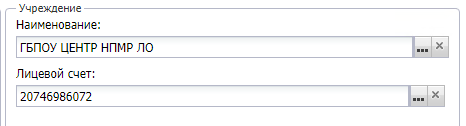 Учреждение
Наименование:
ГБПОУ ЦЕНТР НПМР ЛО
Лицевой счет:
20746986072